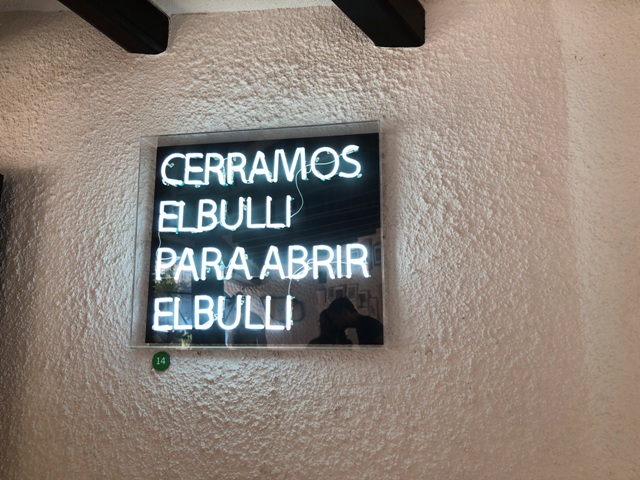 CERRAMOS
ELBULLI
PARA ABRIR
ELBULLI
14